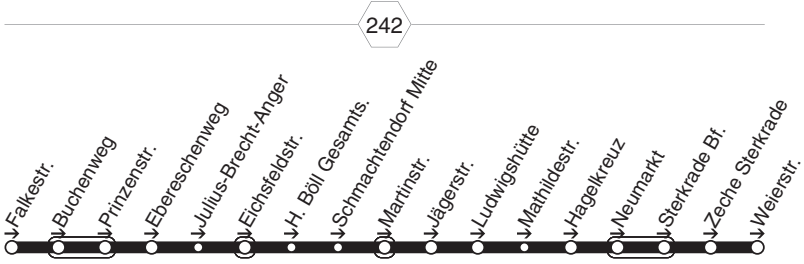 242
Falkestr.
Buchenweg
Prinzenstr.
Ebereschenweg
Julius-Brecht-Anger
Eichsfeldstr.
H. Böll Gesamts.
Schmachtendorf Mitte
Martinstr.
Jägerstr.
Ludwigshütte
Mathildestr.
Hagelkreuz
Neumarkt
Sterkrade Bf.
Zeche Sterkrade
Weierstr.